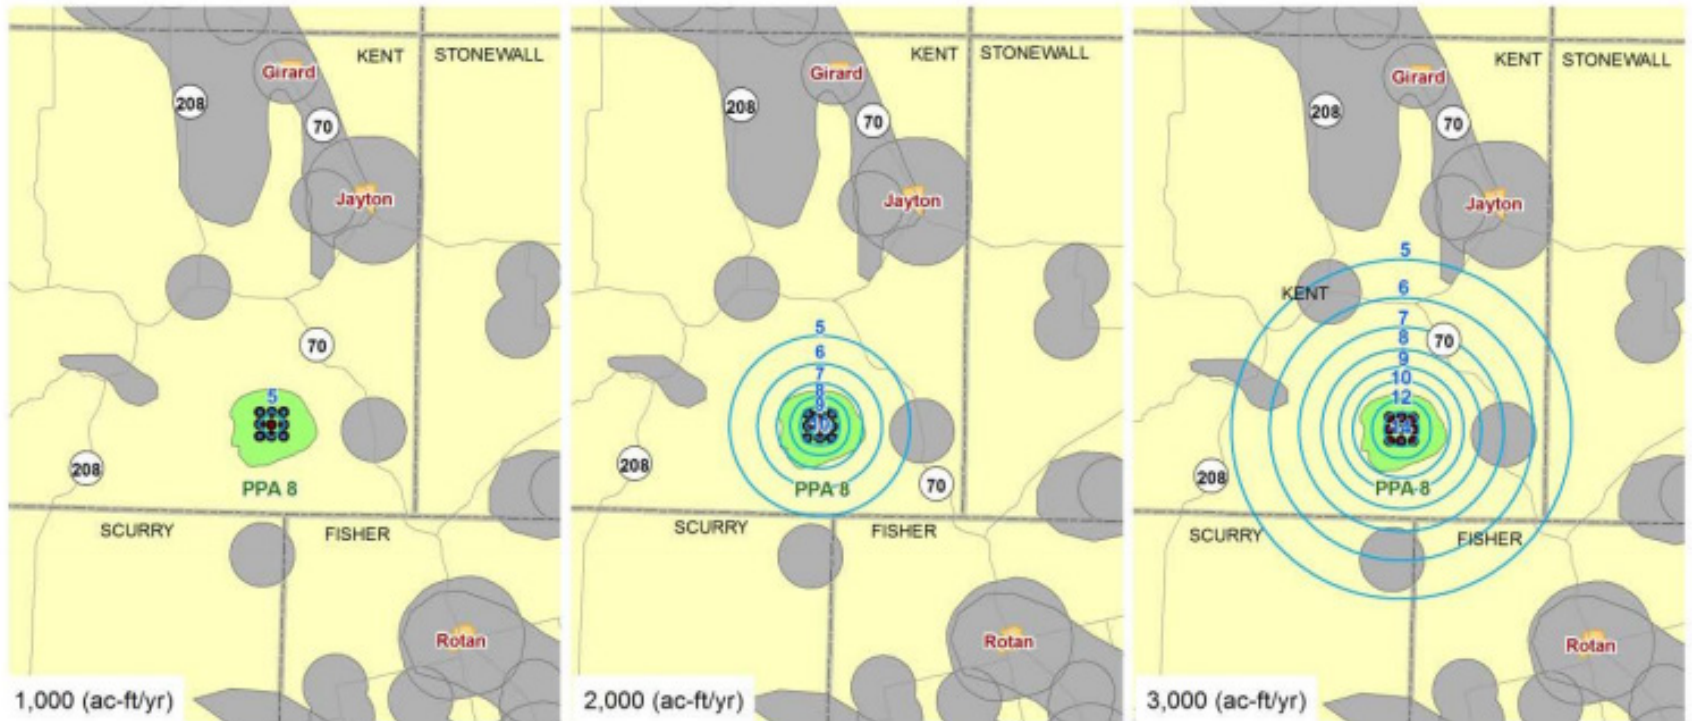 KENT
STONEWALL
Girard
208
70
Jayton
70
5
208
PPA 8
SCURRY
FISHER
Rotan
1,000 (ac-ft/yr)
KENT
STONEWALL
Girard
208
70
Jayton
5
6
7
8
9
10
208
PPA 8
70
SCURRY
FISHER
Rotan
2,000 (ac-ft/yr)
KENT
STONEWALL
Girard
208
70
Jayton
5
KENT
6
7
8
70
9
10
12
14
208
PPA 8
SCURRY
FISHER
Rotan
3,000 (ac-ft/yr)